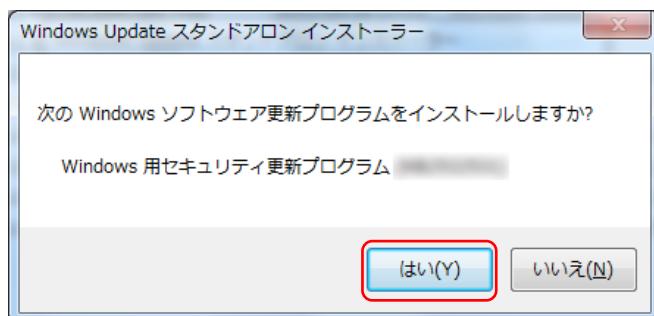 Windows Update スタンドアロン インストーラー
次の Windows ソフトウェア更新プログラムをインストールしますか?
Windows 用セキュリティ更新プログラム
はい(Y)
いいえ(N)